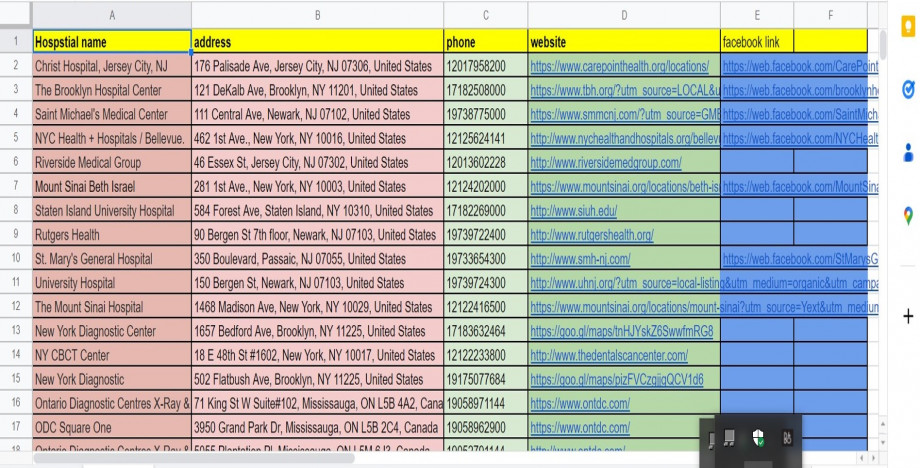 A B C D E F
1 Hospstial name address phone website facebook link
2 Christ Hospital, Jersey City, NJ 176 Palisade Ave, Jersey City, NJ 07306, United States 12017958200 https://www.carepointhealth.org/locations/ https://web.facebook.com/CarePoint
3 The Brooklyn Hospital Center 121 DeKalb Ave, Brooklyn, NY 11201, United States 17182508000 https://www.tbh.org/?utm_source=LOCAL&u https://web.facebook.com/brooklynh
4 Saint Michael's Medical Center 111 Central Ave, Newark, NJ 07102, United States 19738775000 https://www.smmcnj.com/?utm_source=GMB https://web.facebook.com/SaintMich
5 NYC Health + Hospitals / Bellevue. 462 1st Ave., New York, NY 10016, United States 12125624141 https://www.nychealthandhospitals.org/bellev https://web.facebook.com/NYCHealt
6 Riverside Medical Group 46 Essex St, Jersey City, NJ 07302, United States 12013602228 http://www.riversidemedgroup.com/
7 Mount Sinai Beth Israel 281 1st Ave., New York, NY 10003, United States 12124202000 https://www.mountsinai.org/locations/beth-is https://web.facebook.com/MountSina
8 Staten Island University Hospital 584 Forest Ave, Staten Island, NY 10310, United States 17182269000 http://www.siuh.edu/
9 Rutgers Health 90 Bergen St 7th floor, Newark, NJ 07103, United States 19739722400 http://www.rutgershealth.org/
10 St. Mary's General Hospital 350 Boulevard, Passaic, NJ 07055, United States 19733654300 http://www.smh-nj.com/ https://web.facebook.com/StMarysG
11 University Hospital 150 Bergen St, Newark, NJ 07103, United States 19739724300 http://www.uhnj.org/?utm_source=local-listing&utm_medium=organic&utm_campa
12 The Mount Sinai Hospital 1468 Madison Ave, New York, NY 10029, United States 12122416500 https://www.mountsinai.org/locations/mount-sinai?utm_source=Yext&utm_medium
13 New York Diagnostic Center 1657 Bedford Ave, Brooklyn, NY 11225, United States 17183632464 https://goo.gl/maps/tnHJYskZ6SwwfmRG8
14 NY CBCT Center 18 E 48th St #1602, New York, NY 10017, United States 12122233800 http://www.thedentalscancenter.com/
15 New York Diagnostic 502 Flatbush Ave, Brooklyn, NY 11225, United States 19175077684 https://goo.gl/maps/pizFVCzgjjgQCV1d6
16 Ontario Diagnostic Centres X-Ray & 71 King St W Suite#102, Mississauga, ON L5B 4A2, Cana 19058971144 https://www.ontdc.com/
17 ODC Square One 3950 Grand Park Dr, Mississauga, ON L5B 2C4, Canada 19058962900 https://www.ontdc.com/
18 Ontario Diagnostic Centres X-Ray &